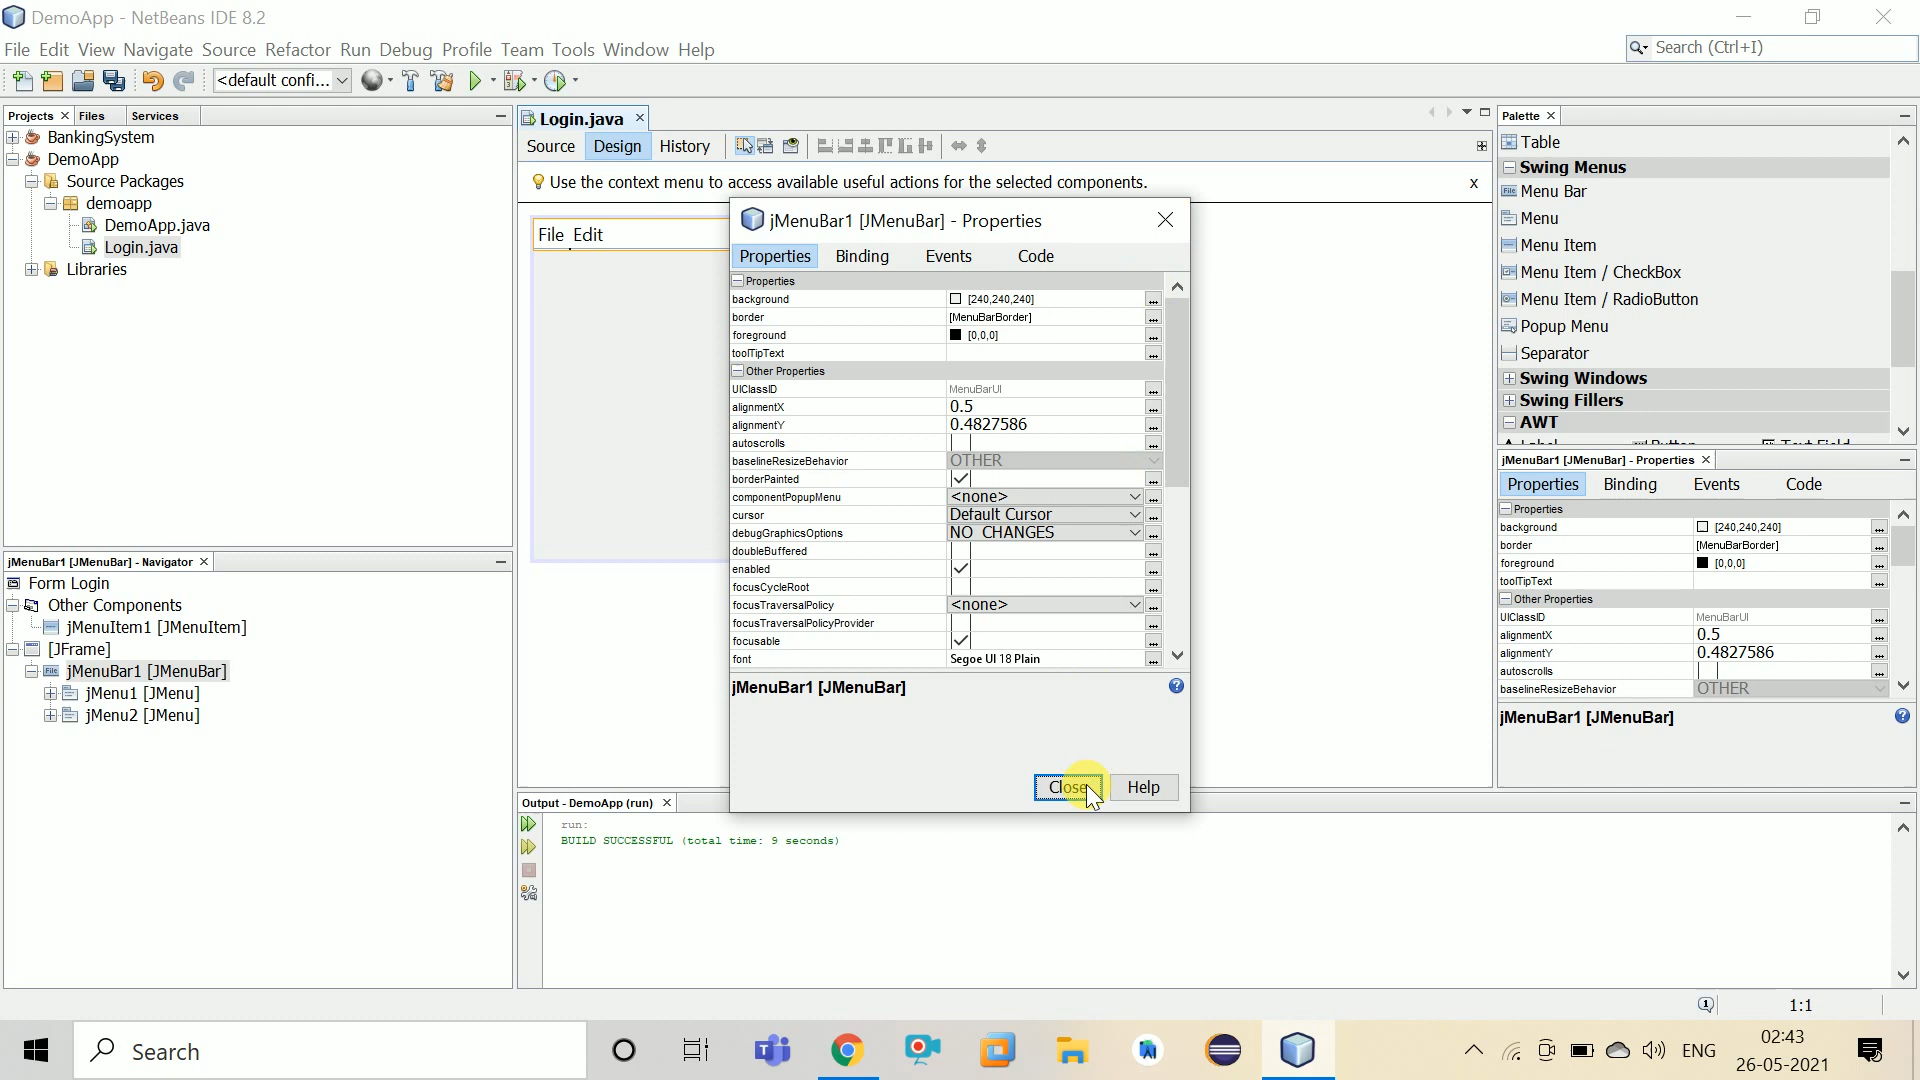 DemoApp - NetBeans IDE 8.2
File Edit View Navigate Source Refactor Run Debug Profile Team Tools Window Help
Search (Ctrl+I)
<default confi...
Projects
Files
Services
BankingSystem
DemoApp
Source Packages
demoapp
DemoApp.java
Login.java
Libraries
jMenuBar1 [JMenuBar] - Navigator
Form Login
Other Components
jMenuItem1 [JMenuItem]
[JFrame]
jMenuBar1 [JMenuBar]
jMenu1 [JMenu]
jMenu2 [JMenu]
Login.java
Source Design History
Use the context menu to access available useful actions for the selected components.
x
File Edit
jMenuBar1 [JMenuBar] - Properties
Properties Binding Events Code
Properties
background [240,240,240]
border [MenuBarBorder]
foreground [0,0,0]
toolTipText
Other Properties
UIClassID MenuBarUI
alignmentX 0.5
alignmentY 0.4827586
autoscrolls
baselineResizeBehavior OTHER
borderPainted
componentPopupMenu <none>
cursor Default Cursor
debugGraphicsOptions NO_CHANGES
doubleBuffered
enabled
focusCycleRoot
focusTraversalPolicy <none>
focusTraversalPolicyProvider
focusable
font Segoe UI 18 Plain
jMenuBar1 [JMenuBar]
Close Help
Output - DemoApp (run)
run:
BUILD SUCCESSFUL (total time: 9 seconds)
Palette
Table
Swing Menus
Menu Bar
Menu
Menu Item
Menu Item / CheckBox
Menu Item / RadioButton
Popup Menu
Separator
Swing Windows
Swing Fillers
AWT
jMenuBar1 [JMenuBar] - Properties
Properties Binding Events Code
Properties
background [240,240,240]
border [MenuBarBorder]
foreground [0,0,0]
toolTipText
Other Properties
UIClassID MenuBarUI
alignmentX 0.5
alignmentY 0.4827586
autoscrolls
baselineResizeBehavior OTHER
jMenuBar1 [JMenuBar]
1:1
Search
ENG
02:43
26-05-2021